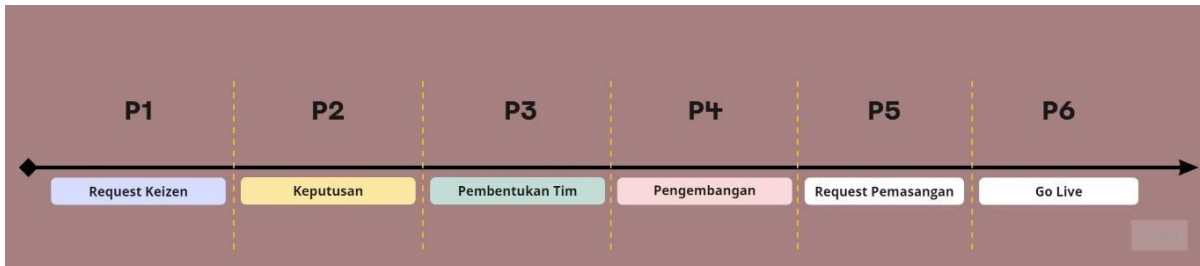 P1
P2
P3
P4
P5
P6
Request Keizen
Keputusan
Pembentukan Tim
Pengembangan
Request Pemasangan
Go Live